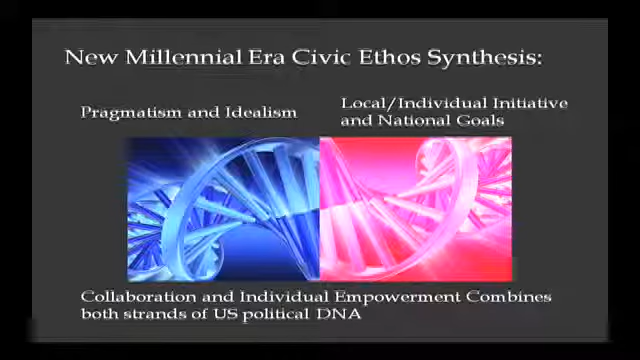 New Millennial Era Civic Ethos Synthesis:
Pragmatism and Idealism
Local/Individual Initiative
and National Goals
Collaboration and Individual Empowerment Combines
both strands of US political DNA